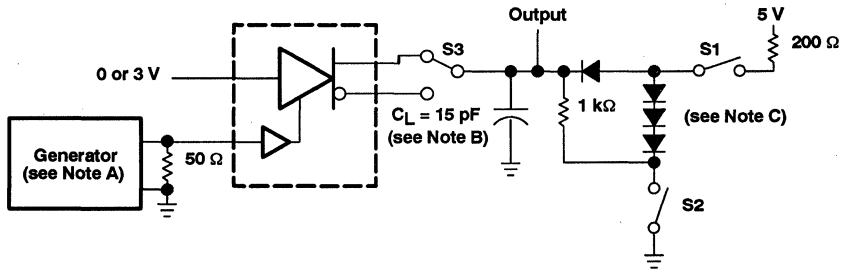 Output
5 V
S3
S1
200 Ω
0 or 3 V
1 kΩ
(see Note C)
CL = 15 pF
(see Note B)
Generator
(see Note A)
50 Ω
S2